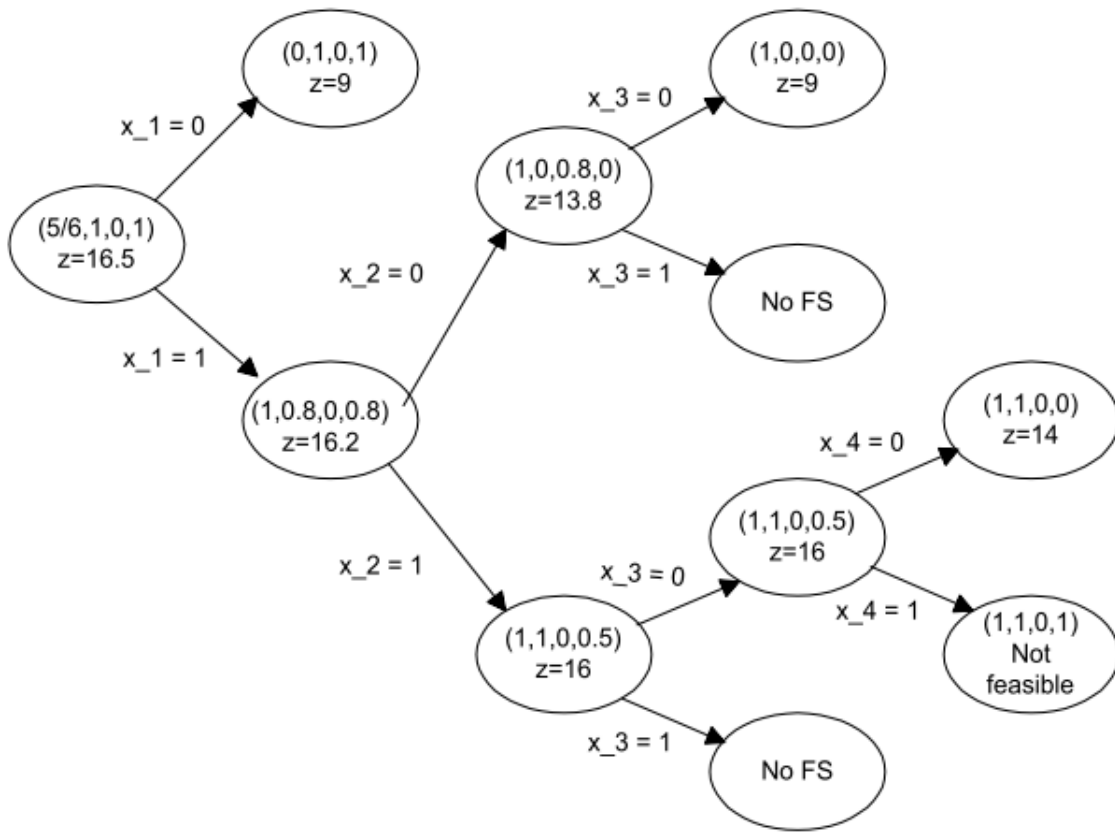 (0,1,0,1)
z=9
(1,0,0,0)
z=9
x_1 = 0
x_3 = 0
(1,0,0.8,0)
z=13.8
(5/6,1,0,1)
z=16.5
x_2 = 0
x_3 = 1
No FS
x_1 = 1
(1,0.8,0,0.8)
z=16.2
(1,1,0,0)
z=14
x_4 = 0
(1,1,0,0.5)
z=16
x_2 = 1
x_3 = 0
x_4 = 1
(1,1,0,1)
Not
feasible
(1,1,0,0.5)
z=16
x_3 = 1
No FS